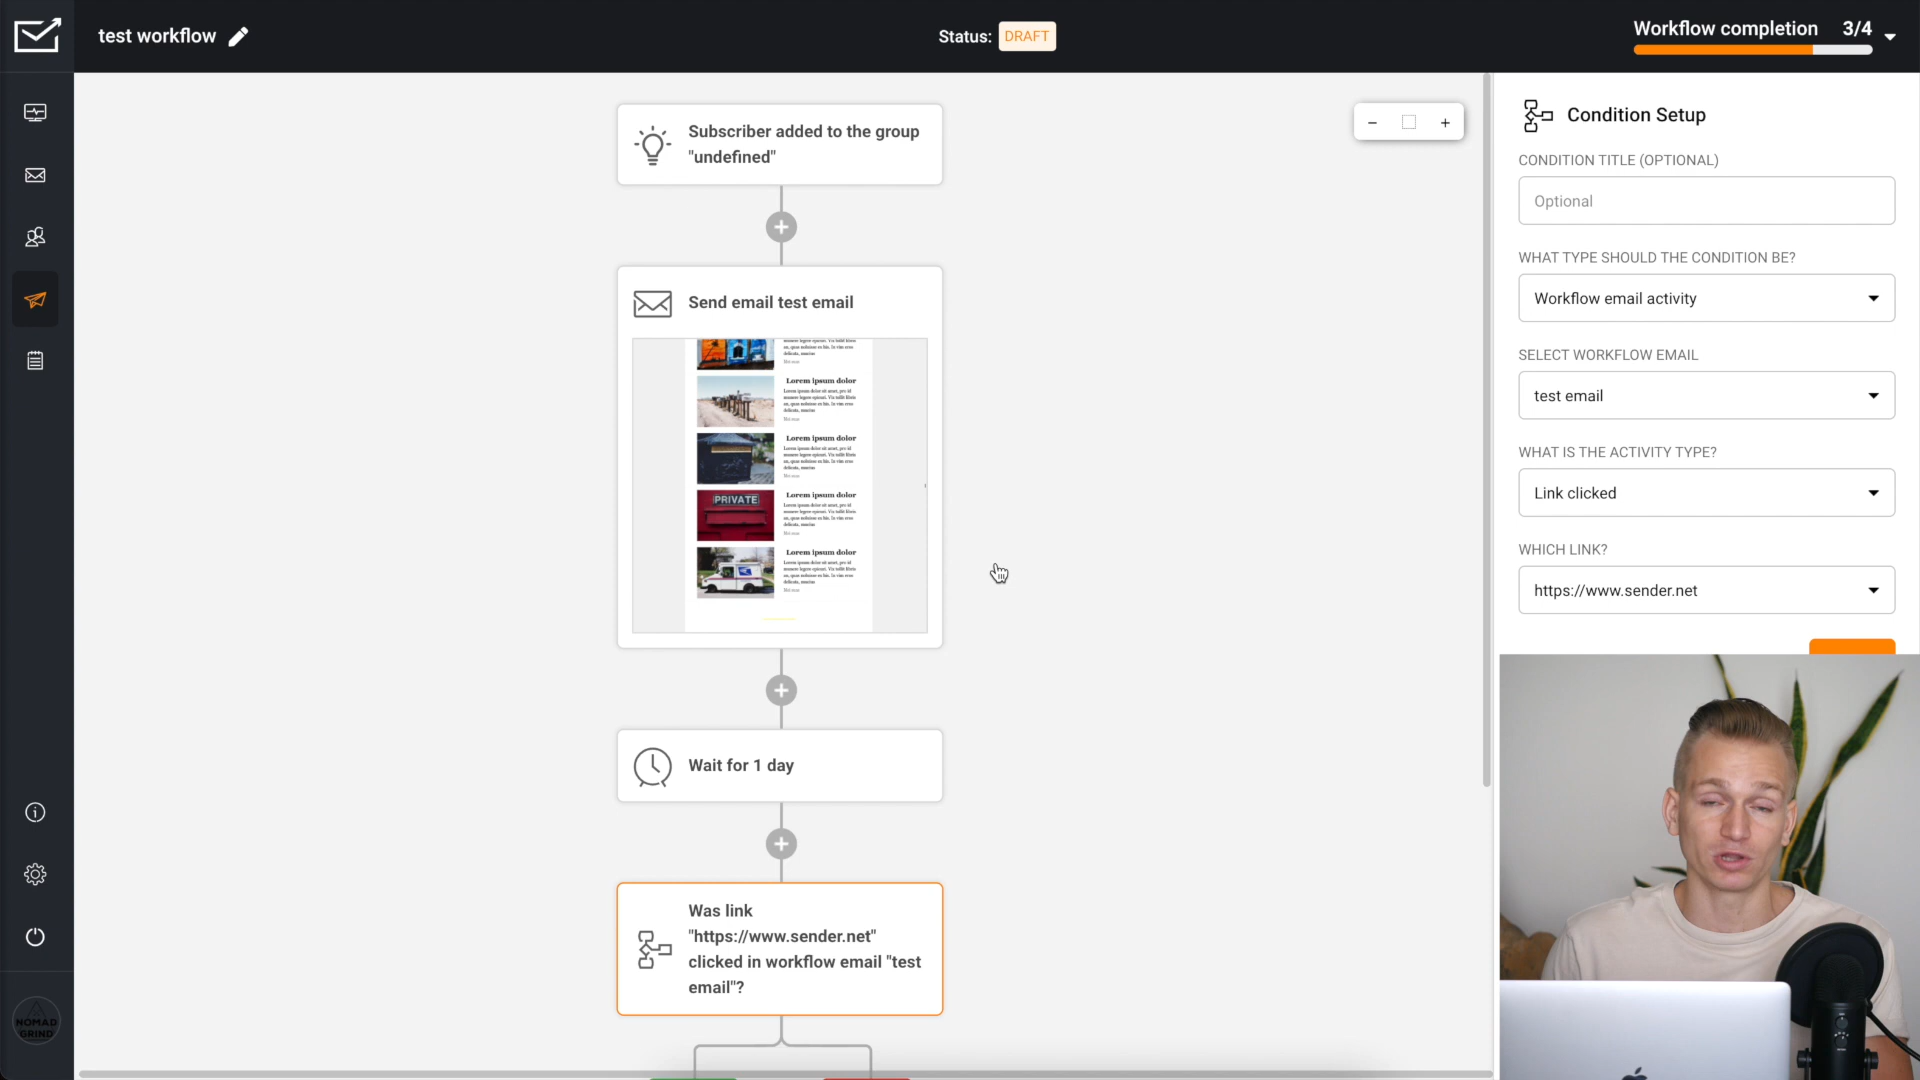 test workflow
Status: DRAFT
Workflow completion 3/4
Subscriber added to the group
"undefined"
Send email test email
Lorem ipsum dolor
Lorem ipsum dolor
PRIVATE
Lorem ipsum dolor
Lorem ipsum dolor
Wait for 1 day
Was link
"https://www.sender.net"
clicked in workflow email "test
email"?
Condition Setup
CONDITION TITLE (OPTIONAL)
Optional
WHAT TYPE SHOULD THE CONDITION BE?
Workflow email activity
SELECT WORKFLOW EMAIL
test email
WHAT IS THE ACTIVITY TYPE?
Link clicked
WHICH LINK?
https://www.sender.net
NOMAD
GRIND